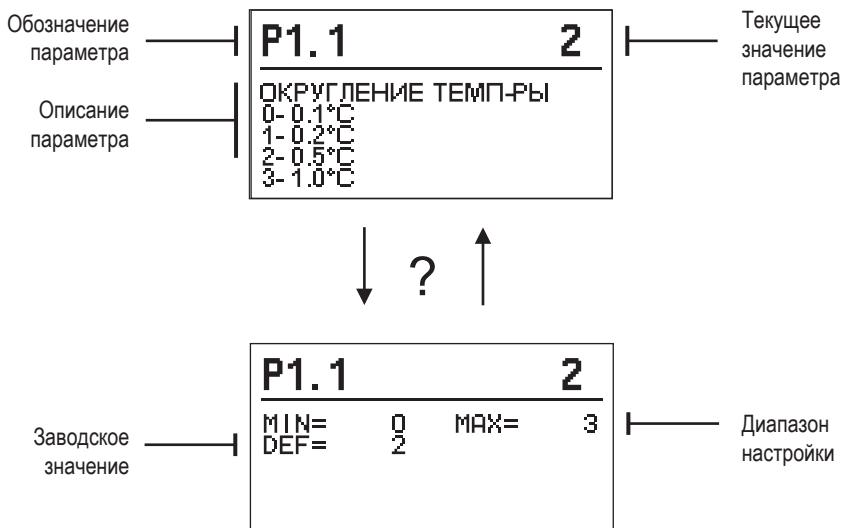 Обозначение
параметра
P1.1 2
Текущее
значение
параметра
Описание
параметра
ОКРУГЛЕНИЕ ТЕМП-РЫ
0- 0.1°C
1- 0.2°C
2- 0.5°C
3- 1.0°C
?
P1.1 2
Заводское
значение
MIN= 0 MAX= 3
DEF= 2
Диапазон
настройки